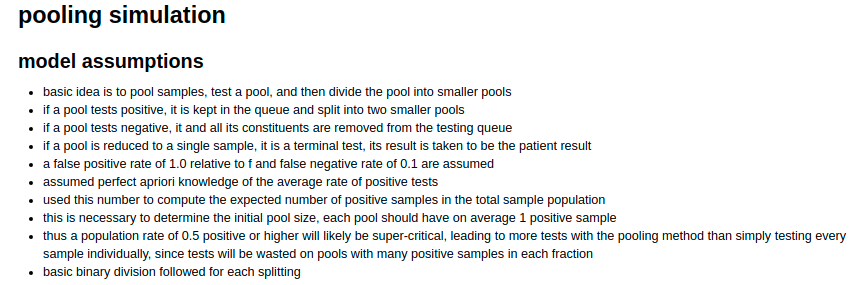 pooling simulation
model assumptions
• basic idea is to pool samples, test a pool, and then divide the pool into smaller pools
• if a pool tests positive, it is kept in the queue and split into two smaller pools
• if a pool tests negative, it and all its constituents are removed from the testing queue
• if a pool is reduced to a single sample, it is a terminal test, its result is taken to be the patient result
• a false positive rate of 1.0 relative to f and false negative rate of 0.1 are assumed
• assumed perfect apriori knowledge of the average rate of positive tests
• used this number to compute the expected number of positive samples in the total sample population
• this is necessary to determine the initial pool size, each pool should have on average 1 positive sample
• thus a population rate of 0.5 positive or higher will likely be super-critical, leading to more tests with the pooling method than simply testing every
sample individually, since tests will be wasted on pools with many positive samples in each fraction
• basic binary division followed for each splitting